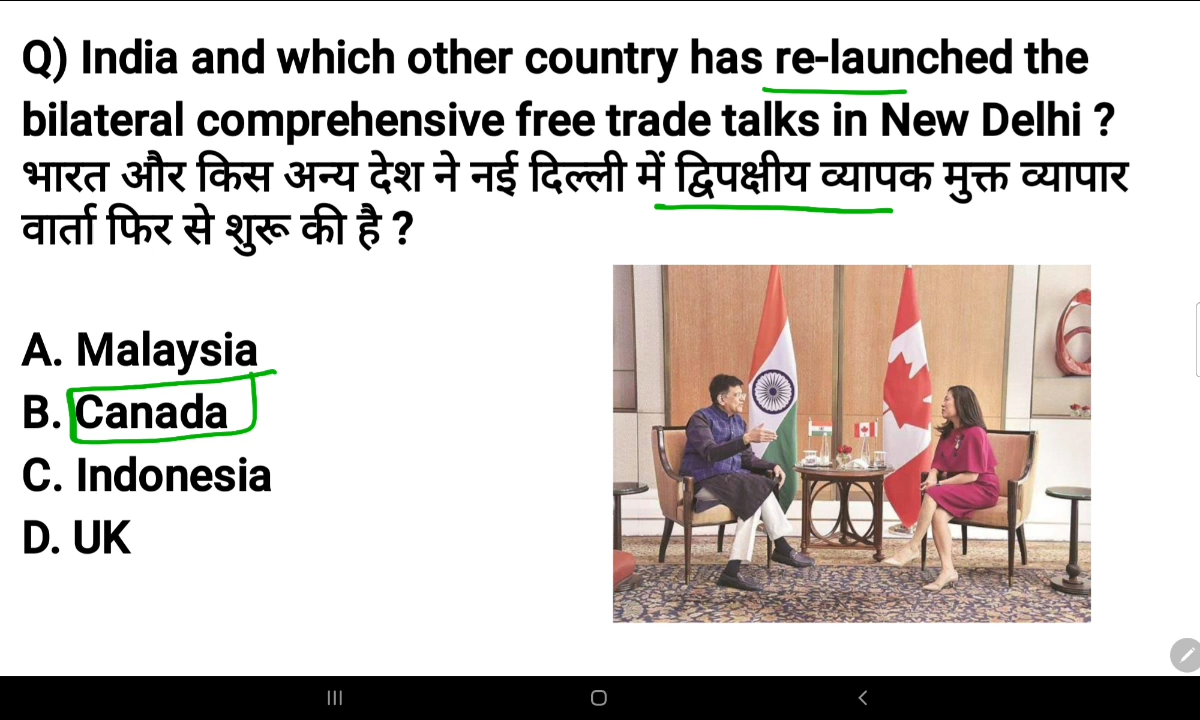 Q) India and which other country has re-launched the
bilateral comprehensive free trade talks in New Delhi ?
भारत और किस अन्य देश ने नई दिल्ली में द्विपक्षीय व्यापक मुक्त व्यापार
वार्ता फिर से शुरू की है ?
A. Malaysia
B. Canada
C. Indonesia
D. UK